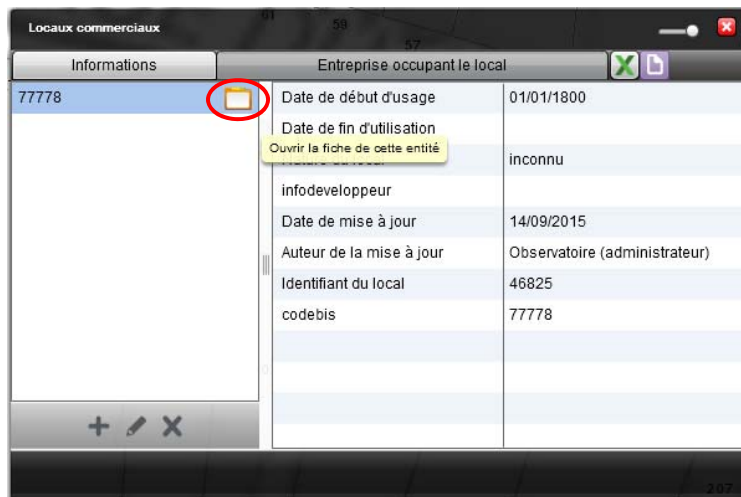 Locaux commerciaux
61
59
57
Informations
Entreprise occupant le local
77778
Date de début d'usage 01/01/1800
Date de fin d'utilisation
Ouvrir la fiche de cette entité
inconnu
infodeveloppeur
Date de mise à jour 14/09/2015
Auteur de la mise à jour Observatoire (administrateur)
Identifiant du local 46825
codebis 77778
207